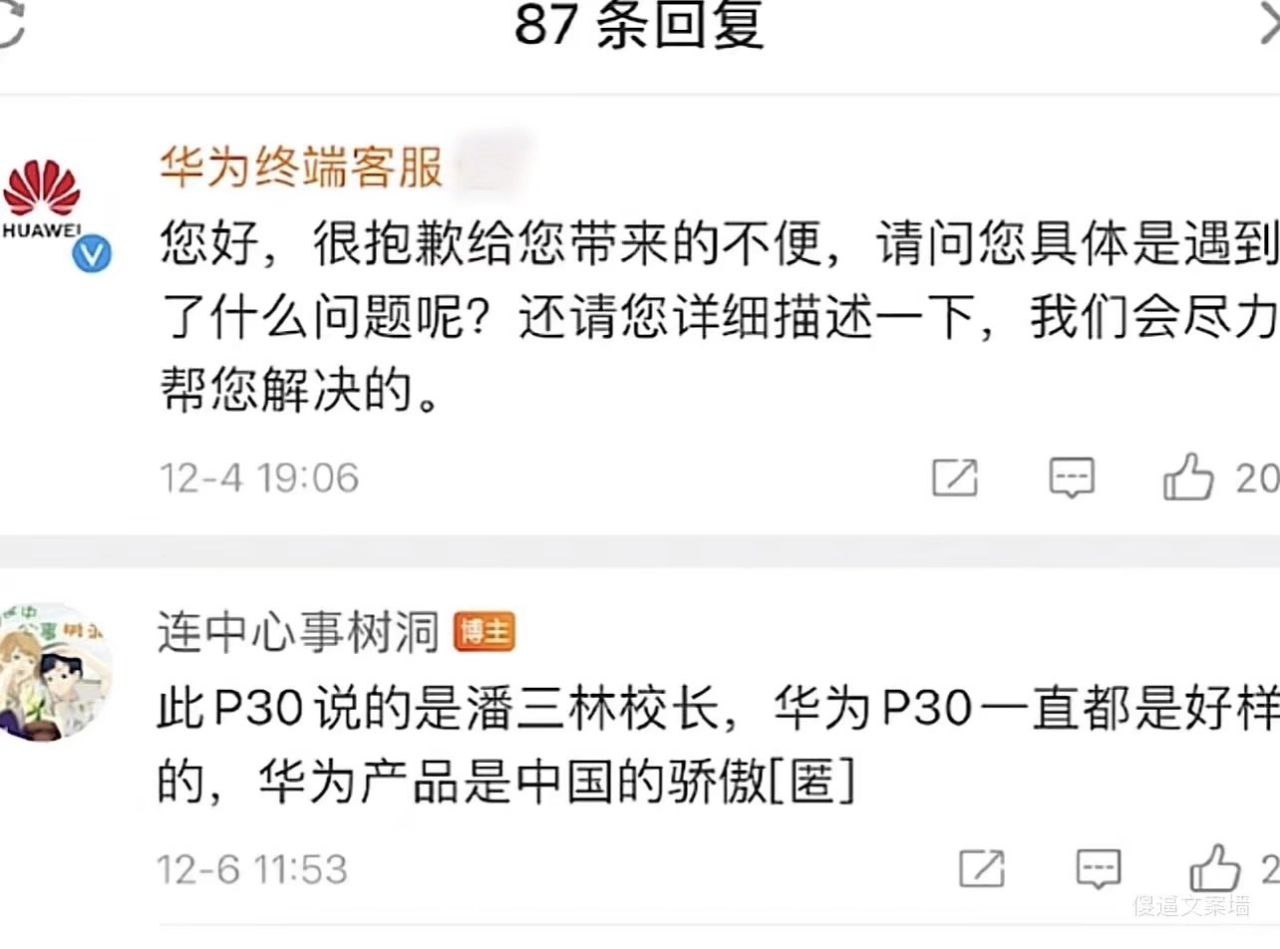 87 条回复
华为终端客服
HUAWEI
您好，很抱歉给您带来的不便，请问您具体是遇到
了什么问题呢？还请您详细描述一下，我们会尽力
帮您解决的。
12-4 19:06
20
连中心事树洞 博主
此P30说的是潘三林校长，华为P30一直都是好样
的，华为产品是中国的骄傲[匿]
12-6 11:53
2
傻逼文案墙